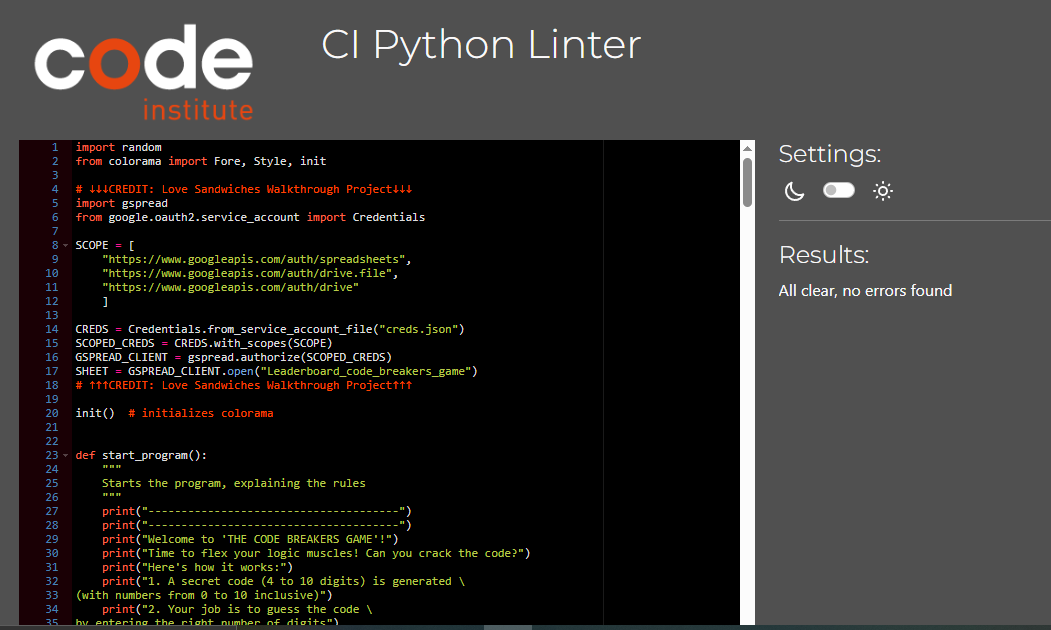 code
institute
CI Python Linter
1 import random
2 from colorama import Fore, Style, init
3
4 # ↓↓↓CREDIT: Love Sandwiches Walkthrough Project↓↓↓
5 import gspread
6 from google.oauth2.service_account import Credentials
7
8 SCOPE = [
9     "https://www.googleapis.com/auth/spreadsheets",
10     "https://www.googleapis.com/auth/drive.file",
11     "https://www.googleapis.com/auth/drive"
12     ]
13
14 CREDS = Credentials.from_service_account_file("creds.json")
15 SCOPED_CREDS = CREDS.with_scopes(SCOPE)
16 GSPREAD_CLIENT = gspread.authorize(SCOPED_CREDS)
17 SHEET = GSPREAD_CLIENT.open("Leaderboard_code_breakers_game")
18 # ↑↑↑CREDIT: Love Sandwiches Walkthrough Project↑↑↑
19
20 init()  # initializes colorama
21
22
23 def start_program():
24     """
25     Starts the program, explaining the rules
26     """
27     print("--------------------------------------")
28     print("--------------------------------------")
29     print("Welcome to 'THE CODE BREAKERS GAME'!")
30     print("Time to flex your logic muscles! Can you crack the code?")
31     print("Here's how it works:")
32     print("1. A secret code (4 to 10 digits) is generated \
33 (with numbers from 0 to 10 inclusive)")
34     print("2. Your job is to guess the code \
35 by entering the right number of digits")
Settings:
Results:
All clear, no errors found